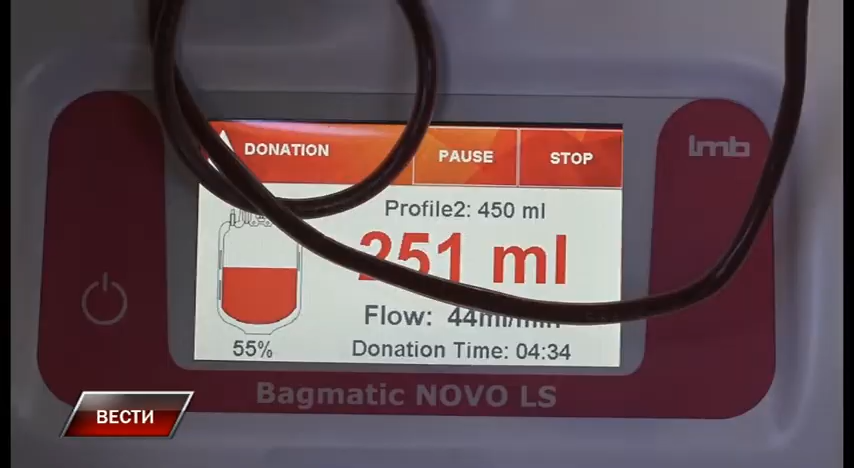 DONATION
PAUSE
STOP
lmb
Profile2: 450 ml
251 ml
Flow: 44ml/min
55%
Donation Time: 04:34
Bagmatic NOVO LS
ВЕСТИ